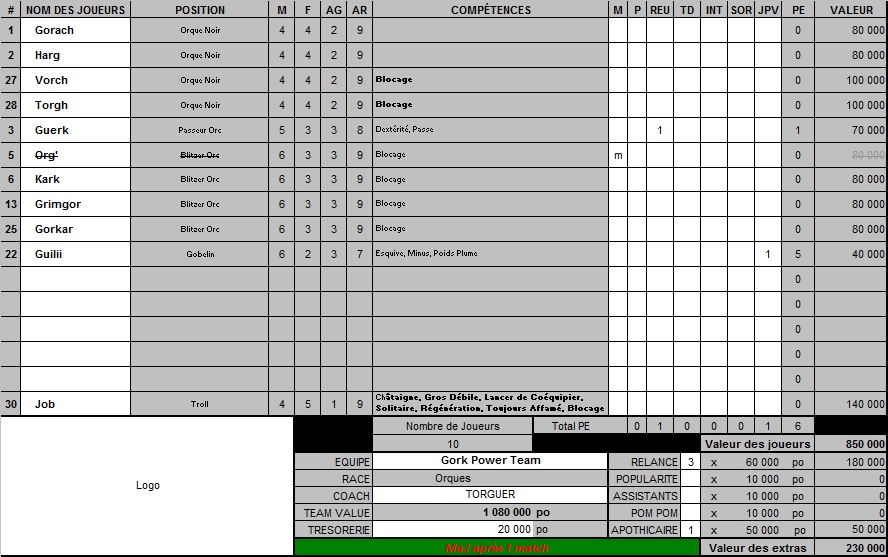 # NOM DES JOUEURS POSITION M F AG AR COMPÉTENCES M P REU TD INT SOR JPV PE VALEUR
1 Gorach Orque Noir 4 4 2 9 0 80 000
2 Harg Orque Noir 4 4 2 9 0 80 000
27 Vorch Orque Noir 4 4 2 9 Blocage 0 100 000
28 Torgh Orque Noir 4 4 2 9 Blocage 0 100 000
3 Guerk Passeur Orc 5 3 3 8 Dextérité, Passe 1 1 70 000
5 Org' Blitzer Orc 6 3 3 9 Blocage m 0 80 000
6 Kark Blitzer Orc 6 3 3 9 Blocage 0 80 000
13 Grimgor Blitzer Orc 6 3 3 9 Blocage 0 80 000
25 Gorkar Blitzer Orc 6 3 3 9 Blocage 0 80 000
22 Guilii Gobelin 6 2 3 7 Esquive, Minus, Poids Plume 1 5 40 000
0
0
0
0
0
30 Job Troll 4 5 1 9 Châtaigne, Gros Débile, Lancer de Coéquipier, 0 140 000
Solitaire, Régénération, Toujours Affamé, Blocage
Nombre de Joueurs Total PE 0 1 0 0 0 1 6
10 Valeur des joueurs 850 000
EQUIPE Gork Power Team RELANCE 3 x 60 000 po 180 000
RACE Orques POPULARITE x 10 000 po 0
Logo
COACH TORGUER ASSISTANTS x 10 000 po 0
TEAM VALUE 1 080 000 po POM POM x 10 000 po 0
TRESORERIE 20 000 po APOTHICAIRE 1 x 50 000 po 50 000
MaJ après 1 match Valeur des extras 230 000